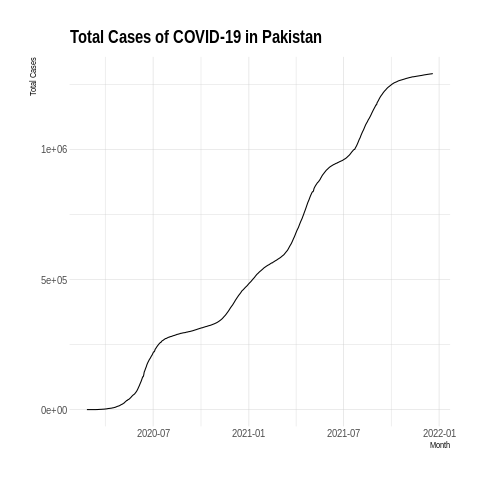 Total Cases of COVID-19 in Pakistan
Total Cases
1e+06
5e+05
0e+00
2020-07 2021-01 2021-07 2022-01
Month